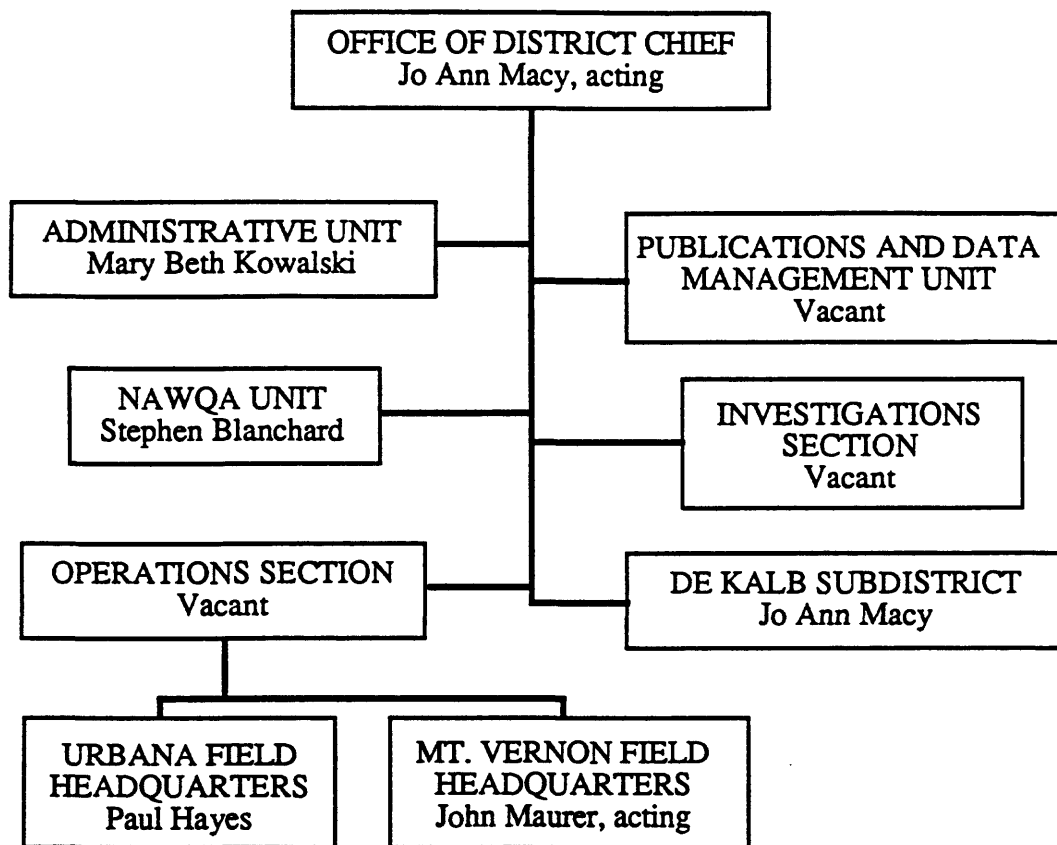 OFFICE OF DISTRICT CHIEF
Jo Ann Macy, acting
ADMINISTRATIVE UNIT
Mary Beth Kowalski
PUBLICATIONS AND DATA
MANAGEMENT UNIT
Vacant
NAWQA UNIT
Stephen Blanchard
INVESTIGATIONS
SECTION
Vacant
OPERATIONS SECTION
Vacant
DE KALB SUBDISTRICT
Jo Ann Macy
URBANA FIELD
HEADQUARTERS
Paul Hayes
MT. VERNON FIELD
HEADQUARTERS
John Maurer, acting